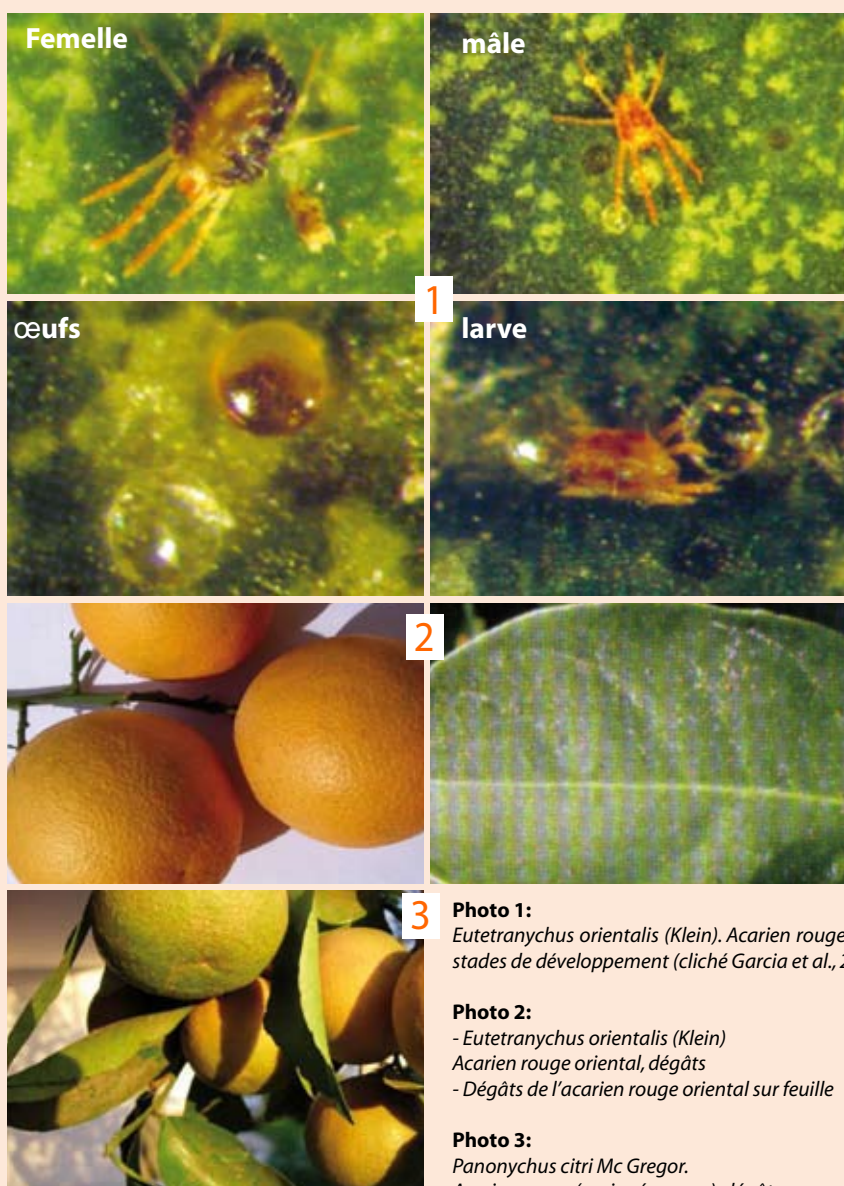 Femelle
mâle
1
œufs
larve
2
3
Photo 1:
Eutetranychus orientalis (Klein). Acarien rouge
stades de développement (cliché Garcia et al., 2
Photo 2:
- Eutetranychus orientalis (Klein)
Acarien rouge oriental, dégâts
- Dégâts de l’acarien rouge oriental sur feuille
Photo 3:
Panonychus citri Mc Gregor.